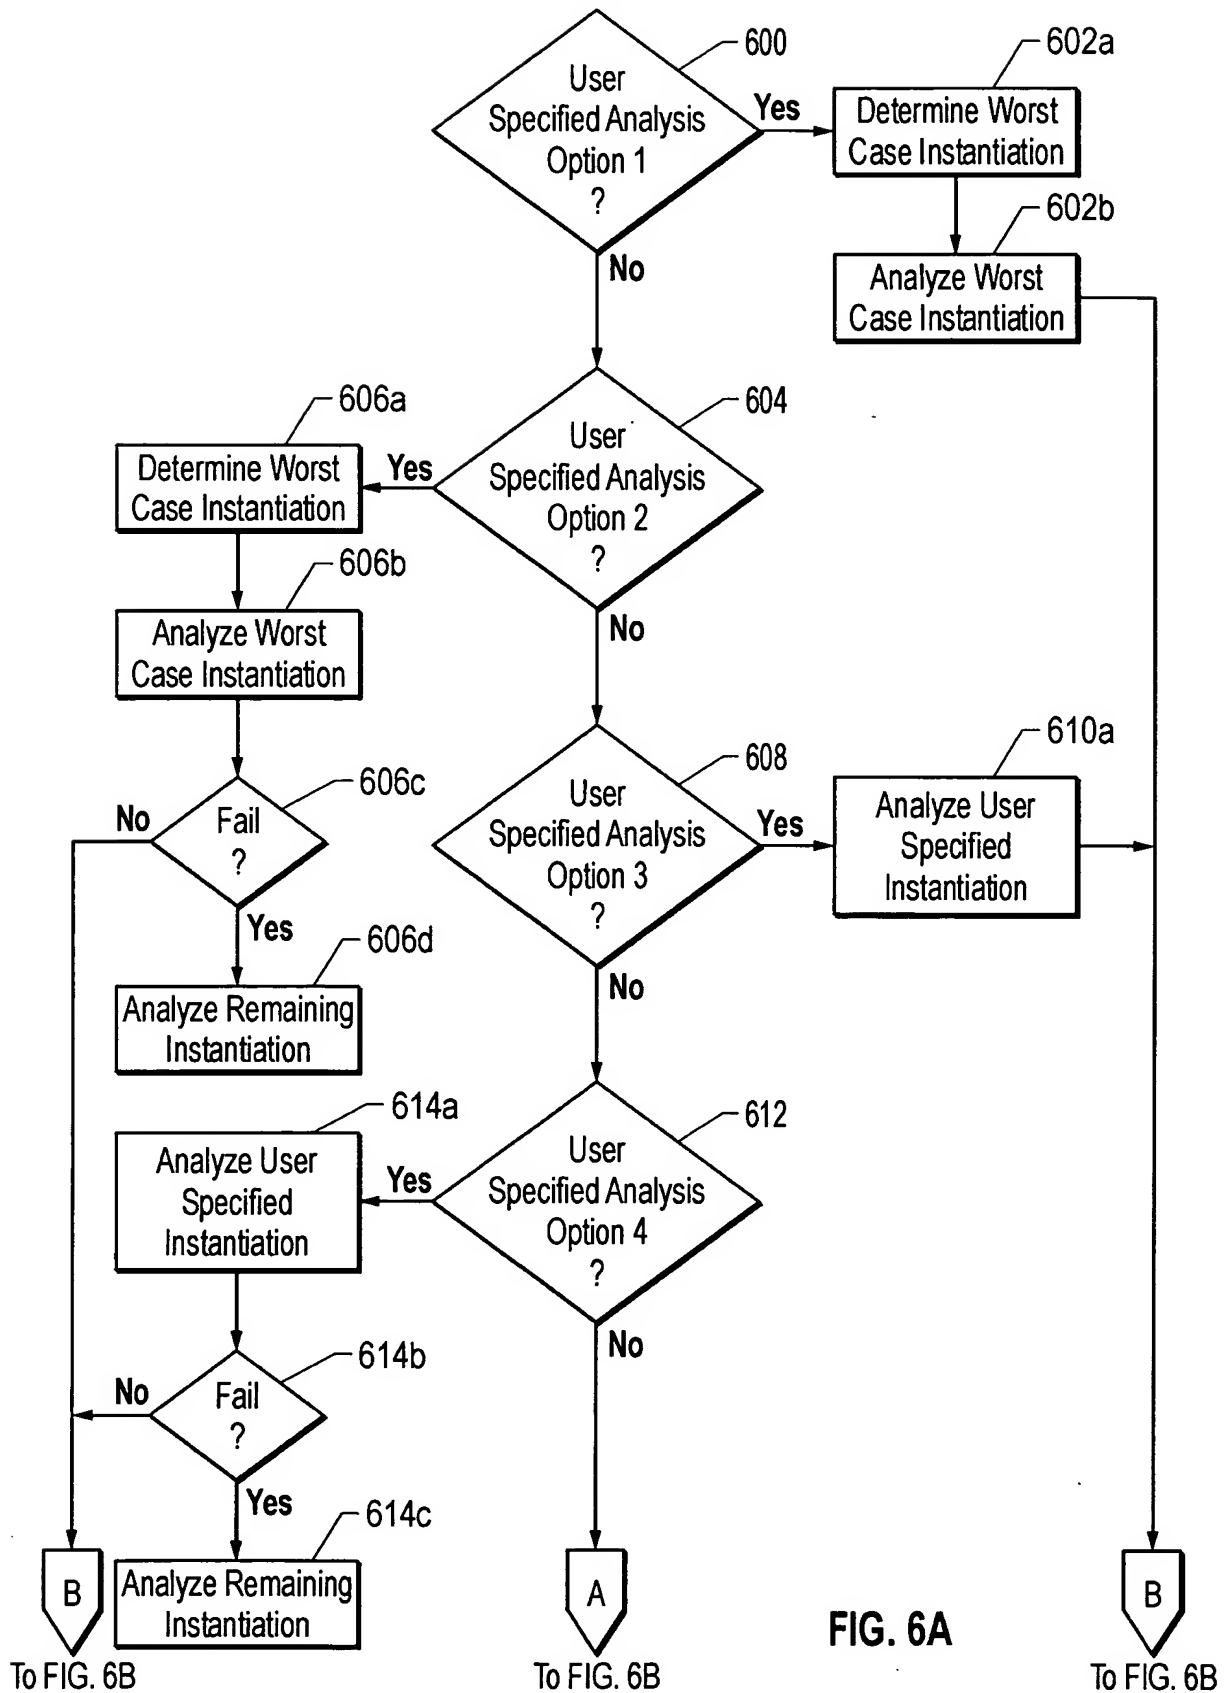 600
User
Specified Analysis
Option 1
?
Yes
No
602a
Determine Worst
Case Instantiation
602b
Analyze Worst
Case Instantiation
604
User
Specified Analysis
Option 2
?
Yes
No
606a
Determine Worst
Case Instantiation
606b
Analyze Worst
Case Instantiation
606c
Fail
?
No
Yes
606d
Analyze Remaining
Instantiation
608
User
Specified Analysis
Option 3
?
Yes
No
610a
Analyze User
Specified
Instantiation
612
User
Specified Analysis
Option 4
?
Yes
No
614a
Analyze User
Specified
Instantiation
614b
Fail
?
No
Yes
614c
Analyze Remaining
Instantiation
B
To FIG. 6B
A
To FIG. 6B
FIG. 6A
B
To FIG. 6B